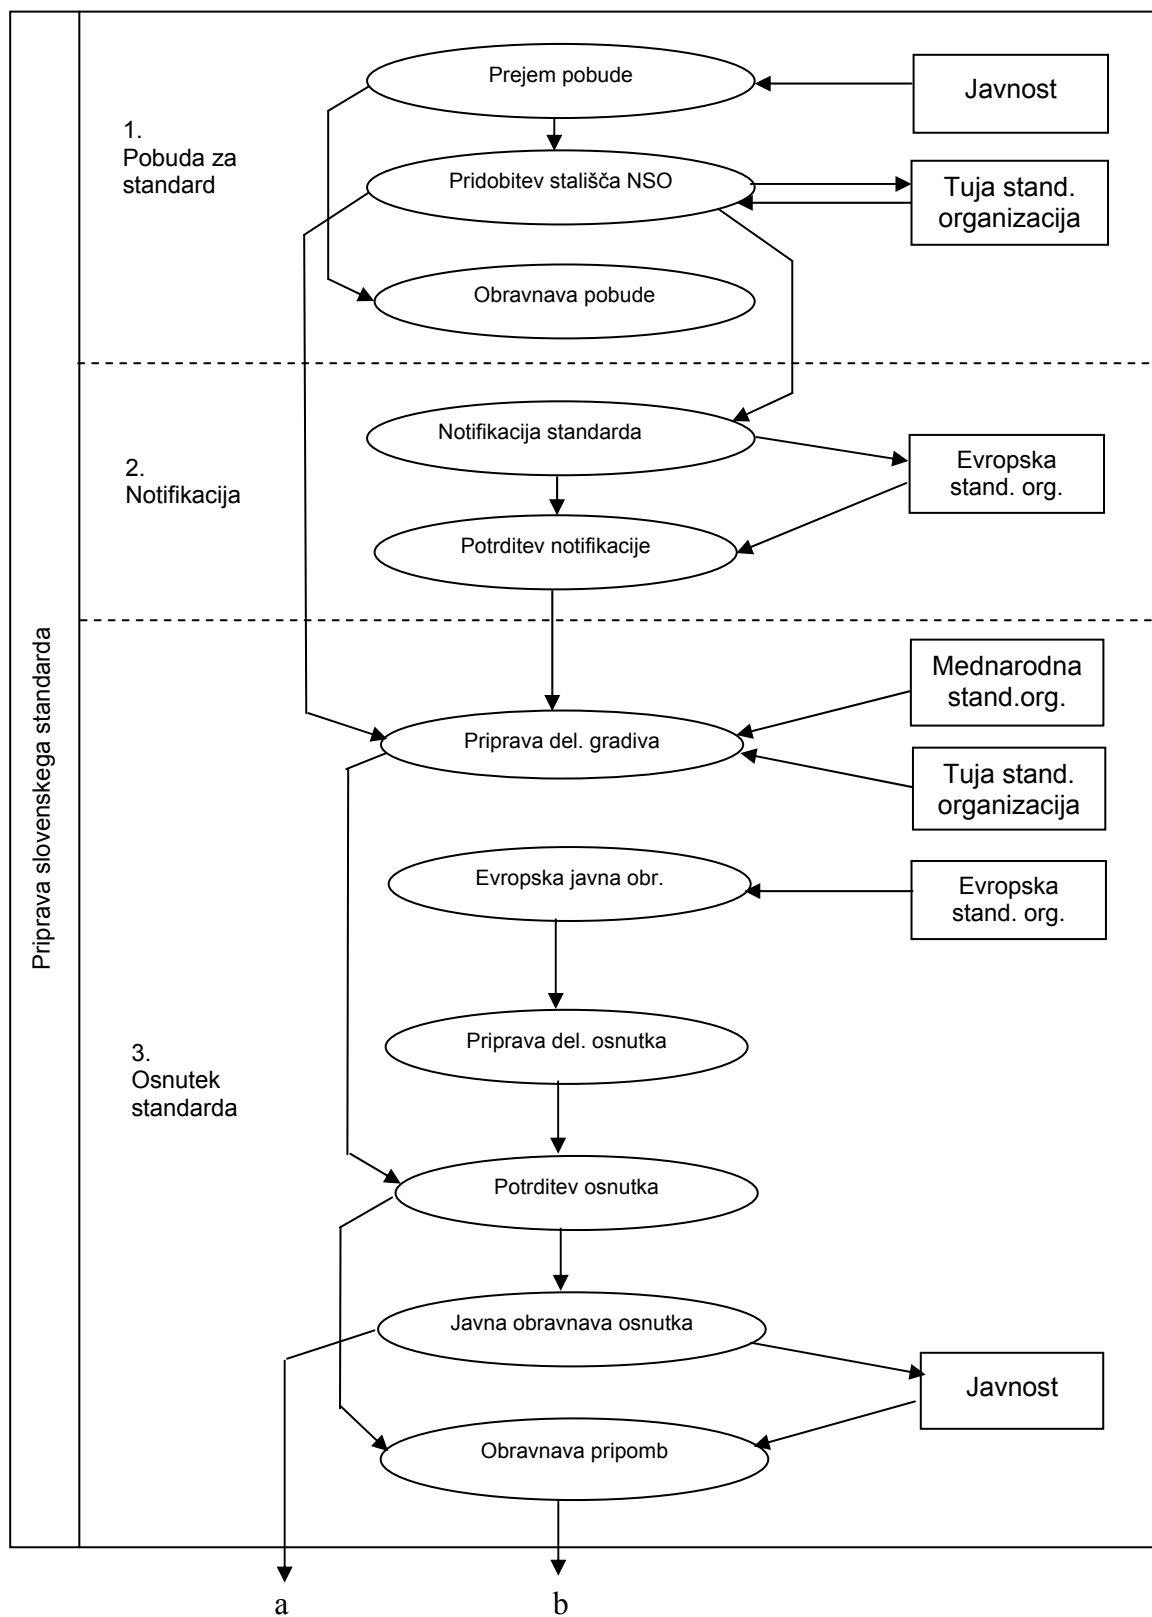 Priprava slovenskega standarda
1.
Pobuda za
standard
Prejem pobude
Javnost
Pridobitev stališča NSO
Tuja stand.
organizacija
Obravnava pobude
2.
Notifikacija
Notifikacija standarda
Evropska
stand. org.
Potrditev notifikacije
3.
Osnutek
standarda
Mednarodna
stand.org.
Priprava del. gradiva
Tuja stand.
organizacija
Evropska javna obr.
Evropska
stand. org.
Priprava del. osnutka
Potrditev osnutka
Javna obravnava osnutka
Javnost
Obravnava pripomb
a
b